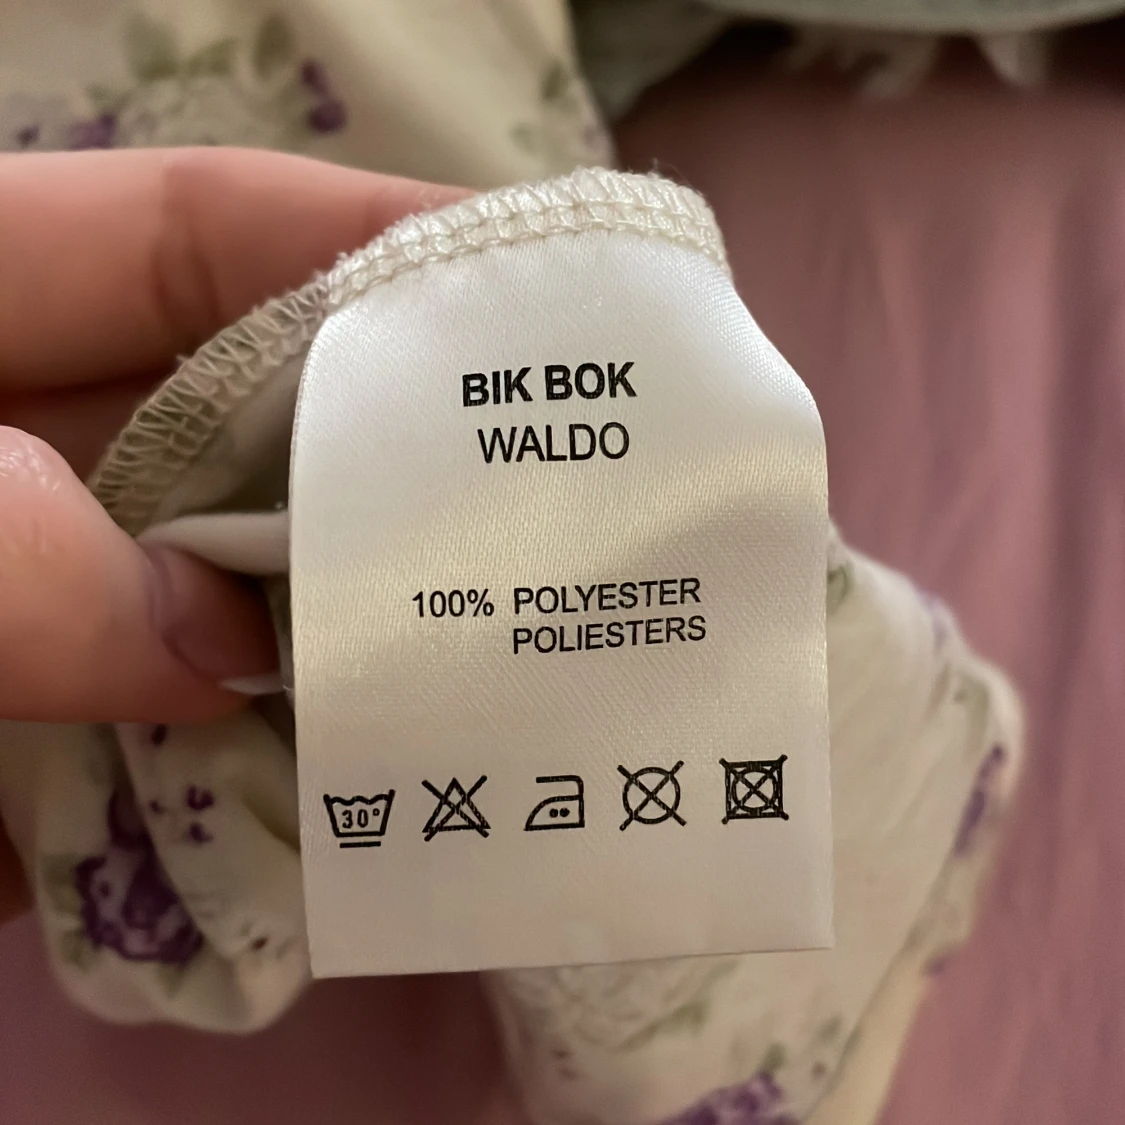 BIK BOK
WALDO
100% POLYESTER
POLIESTERS
30°